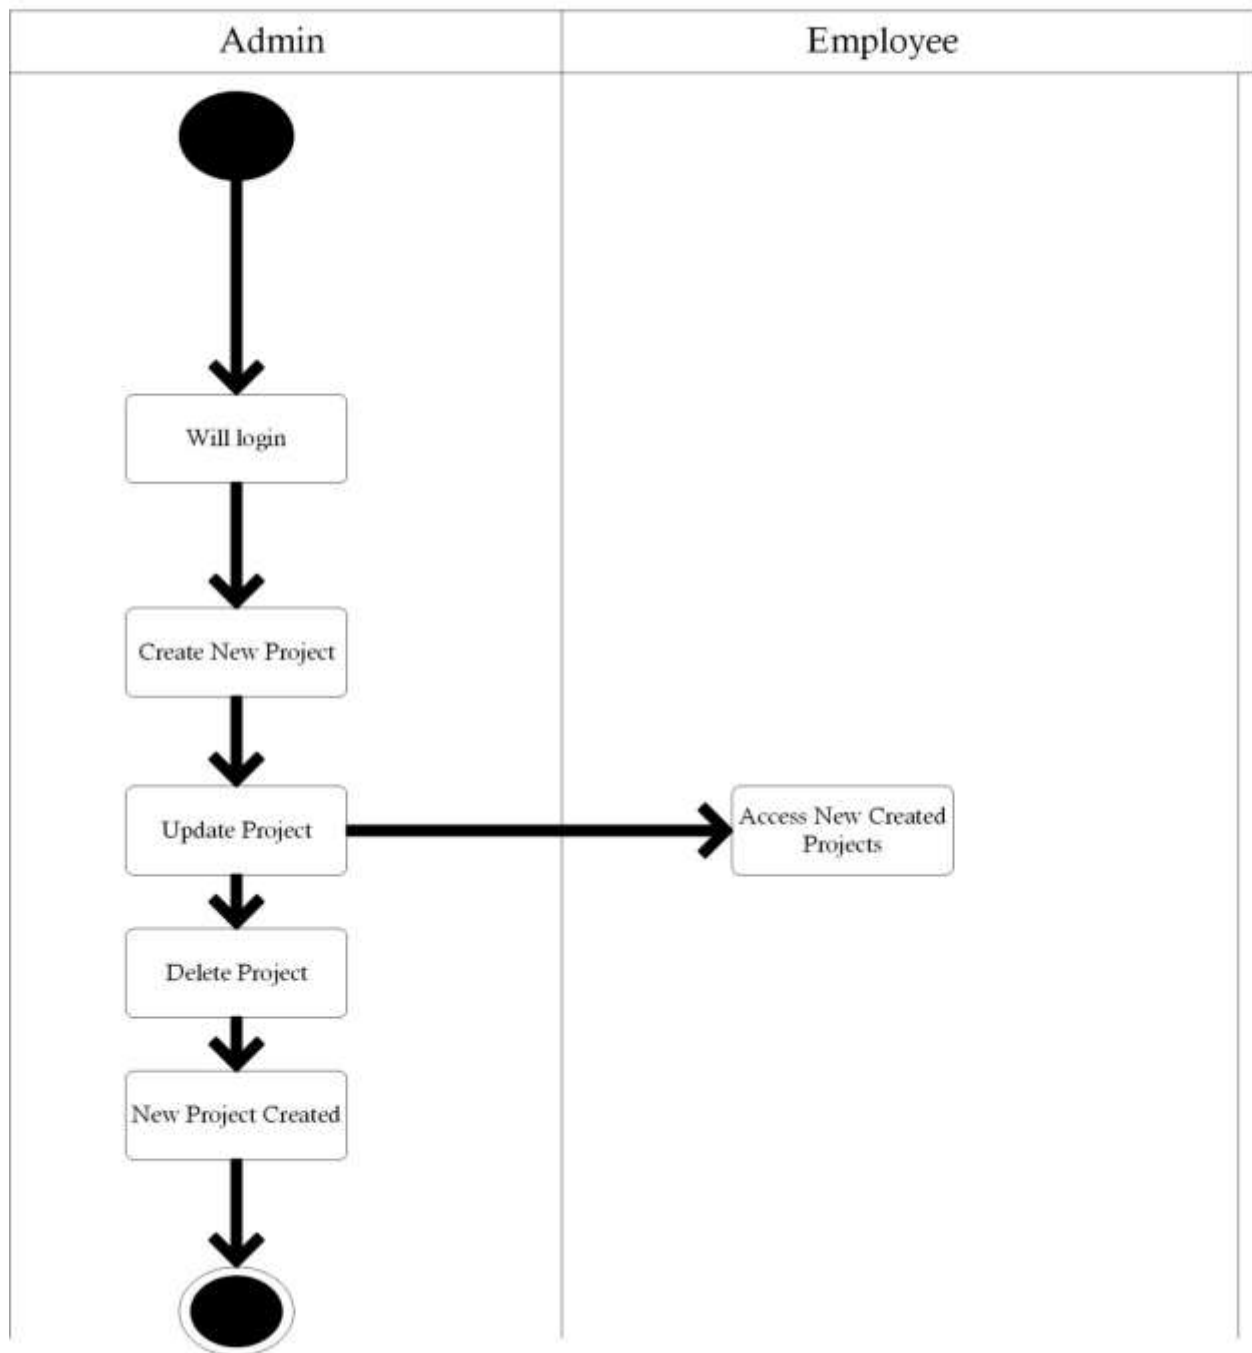 Admin
Employee
Will login
Create New Project
Update Project
Access New Created
Projects
Delete Project
New Project Created